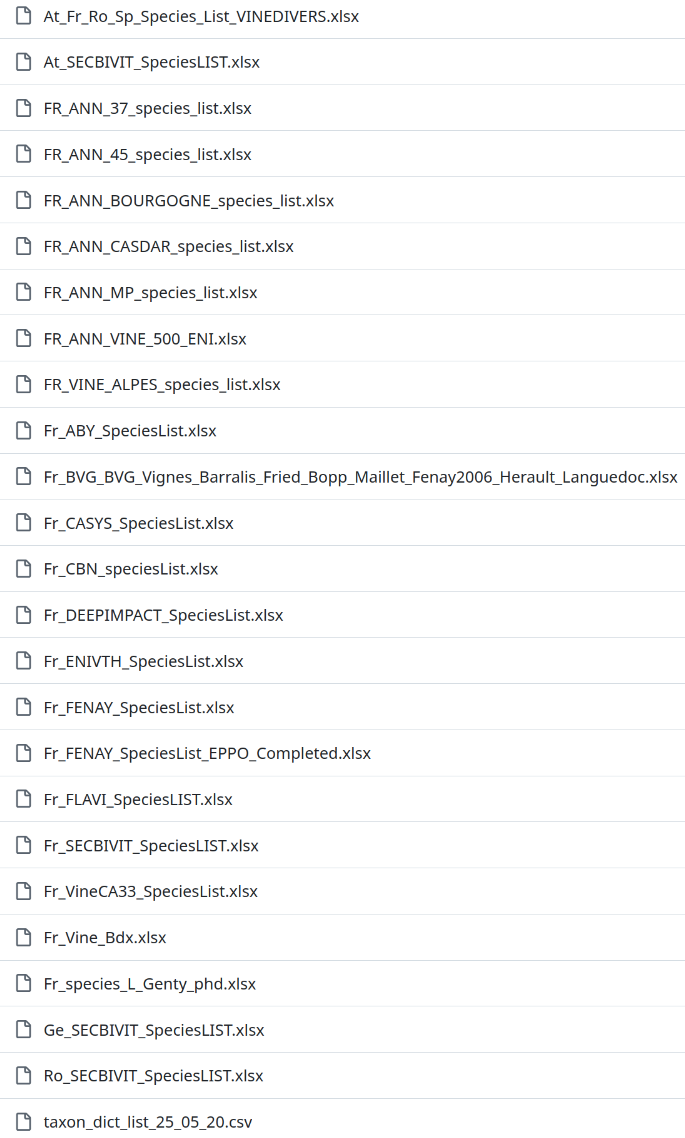 At_Fr_Ro_Sp_Species_List_VINEDIVERS.xlsx
At_SECBIVIT_SpeciesLIST.xlsx
FR_ANN_37_species_list.xlsx
FR_ANN_45_species_list.xlsx
FR_ANN_BOURGOGNE_species_list.xlsx
FR_ANN_CASDAR_species_list.xlsx
FR_ANN_MP_species_list.xlsx
FR_ANN_VINE_500_ENI.xlsx
FR_VINE_ALPES_species_list.xlsx
Fr_ABY_SpeciesList.xlsx
Fr_BVG_BVG_Vignes_Barralis_Fried_Bopp_Maillet_Fenay2006_Herault_Languedoc.xlsx
Fr_CASYS_SpeciesList.xlsx
Fr_CBN_speciesList.xlsx
Fr_DEEPIMPACT_SpeciesList.xlsx
Fr_ENIVTH_SpeciesList.xlsx
Fr_FENAY_SpeciesList.xlsx
Fr_FENAY_SpeciesList_EPPO_Completed.xlsx
Fr_FLAVI_SpeciesLIST.xlsx
Fr_SECBIVIT_SpeciesLIST.xlsx
Fr_VineCA33_SpeciesList.xlsx
Fr_Vine_Bdx.xlsx
Fr_species_L_Genty_phd.xlsx
Ge_SECBIVIT_SpeciesLIST.xlsx
Ro_SECBIVIT_SpeciesLIST.xlsx
taxon_dict_list_25_05_20.csv